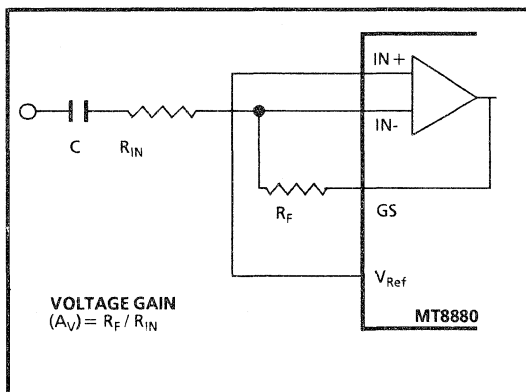 IN +
IN-
C
R_IN
R_F
GS
V_Ref
VOLTAGE GAIN
(A_V) = R_F / R_IN
MT8880